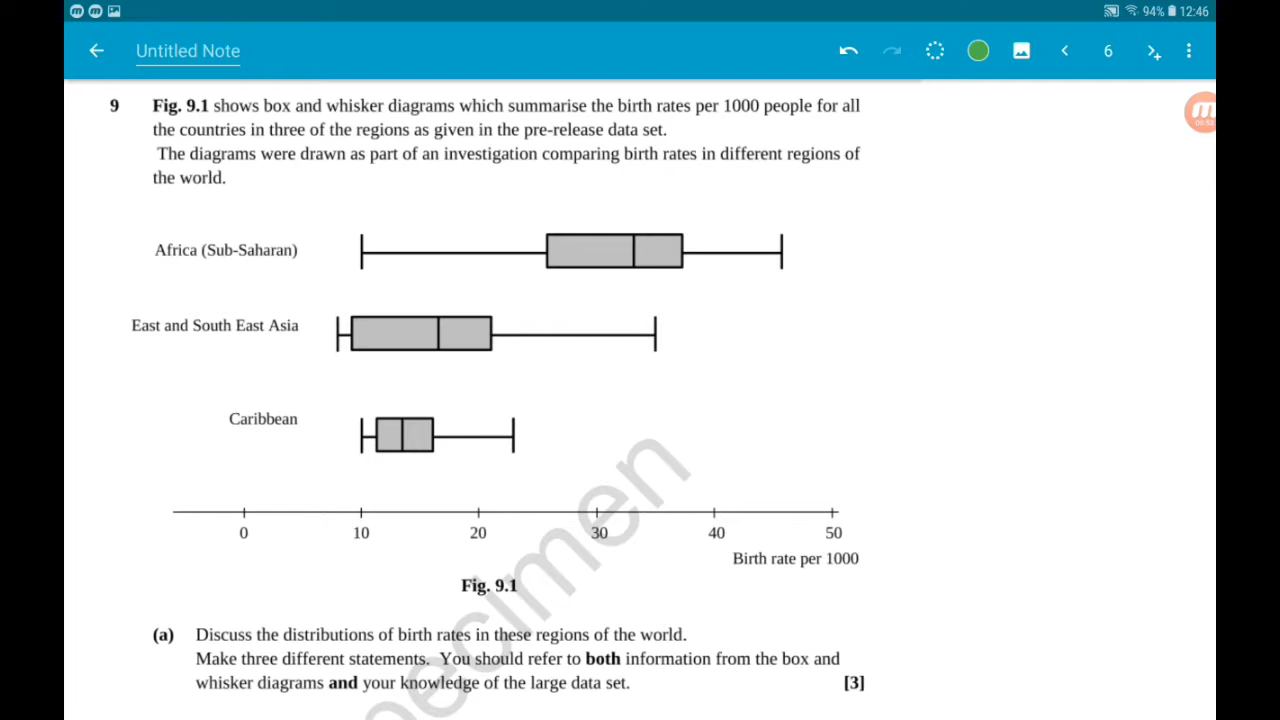 94% 12:46
Untitled Note
6
9 Fig. 9.1 shows box and whisker diagrams which summarise the birth rates per 1000 people for all
the countries in three of the regions as given in the pre-release data set.
The diagrams were drawn as part of an investigation comparing birth rates in different regions of
the world.
Africa (Sub-Saharan)
East and South East Asia
Caribbean
0 10 20 30 40 50
Birth rate per 1000
Fig. 9.1
(a) Discuss the distributions of birth rates in these regions of the world.
Make three different statements. You should refer to both information from the box and
whisker diagrams and your knowledge of the large data set. [3]